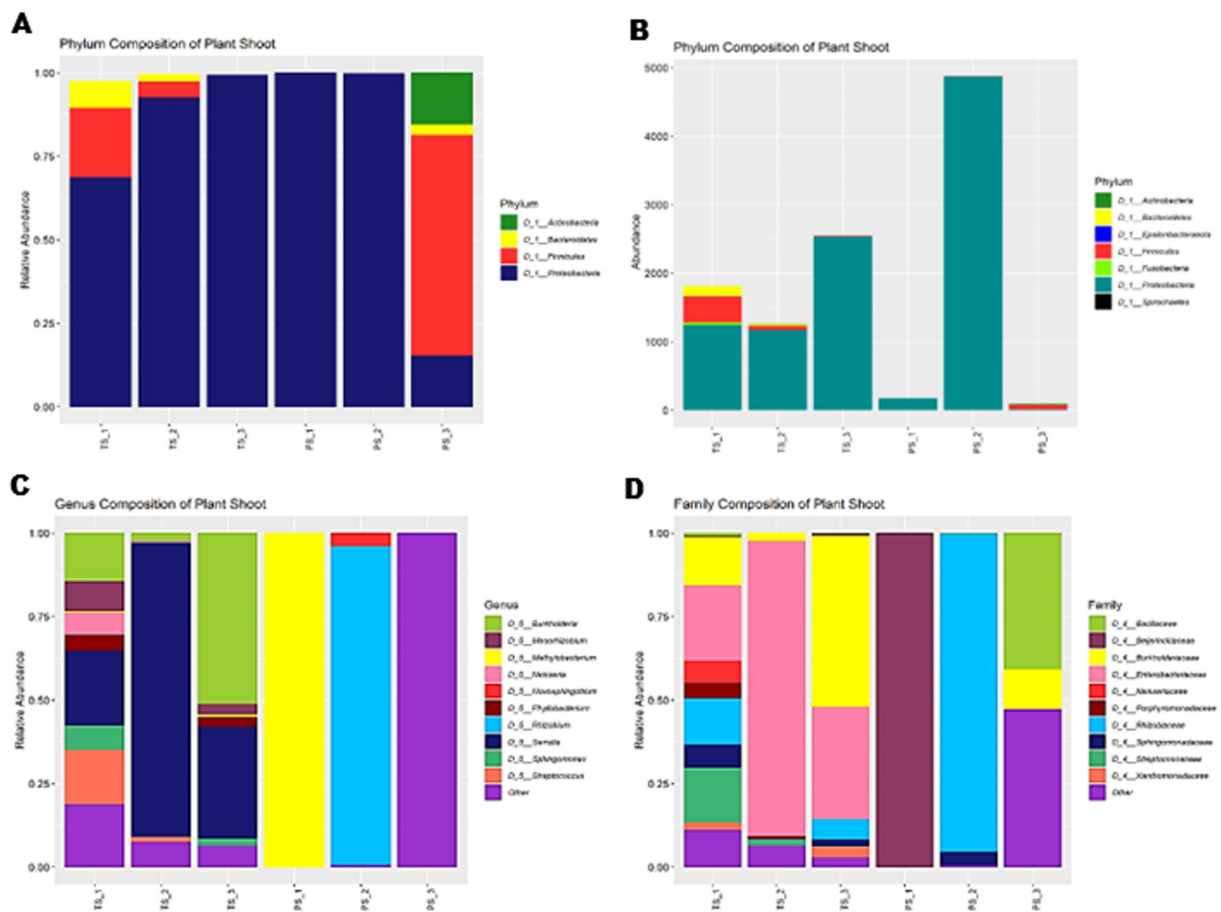 A
Phylum Composition of Plant Shoot
Relative Abundance
1.00
0.75
0.50
0.25
0.00
TS_1
TS_2
TS_3
PS_1
PS_2
PS_3
Phylum
D_1__Actinobacteria
D_1__Bacteroidetes
D_1__Firmicutes
D_1__Proteobacteria
B
Phylum Composition of Plant Shoot
Abundance
5000
4000
3000
2000
1000
0
TS_1
TS_2
TS_3
PS_1
PS_2
PS_3
Phylum
D_1__Actinobacteria
D_1__Bacteroidetes
D_1__Epsilonbacteraeota
D_1__Firmicutes
D_1__Fusobacteria
D_1__Proteobacteria
D_1__Spirochaetes
C
Genus Composition of Plant Shoot
Relative Abundance
1.00
0.75
0.50
0.25
0.00
TS_1
TS_2
TS_3
PS_1
PS_2
PS_3
Genus
D_5__Burkholderia
D_5__Mesorhizobium
D_5__Methylobacterium
D_5__Neisseria
D_5__Novosphingobium
D_5__Phyllobacterium
D_5__Rhizobium
D_5__Serratia
D_5__Sphingomonas
D_5__Streptococcus
Other
D
Family Composition of Plant Shoot
Relative Abundance
1.00
0.75
0.50
0.25
0.00
TS_1
TS_2
TS_3
PS_1
PS_2
PS_3
Family
D_4__Bacillaceae
D_4__Beijerinckiaceae
D_4__Burkholderiaceae
D_4__Enterobacteriaceae
D_4__Neisseriaceae
D_4__Porphyromonadaceae
D_4__Rhizobiaceae
D_4__Sphingomonadaceae
D_4__Streptococcaceae
D_4__Xanthomonadaceae
Other